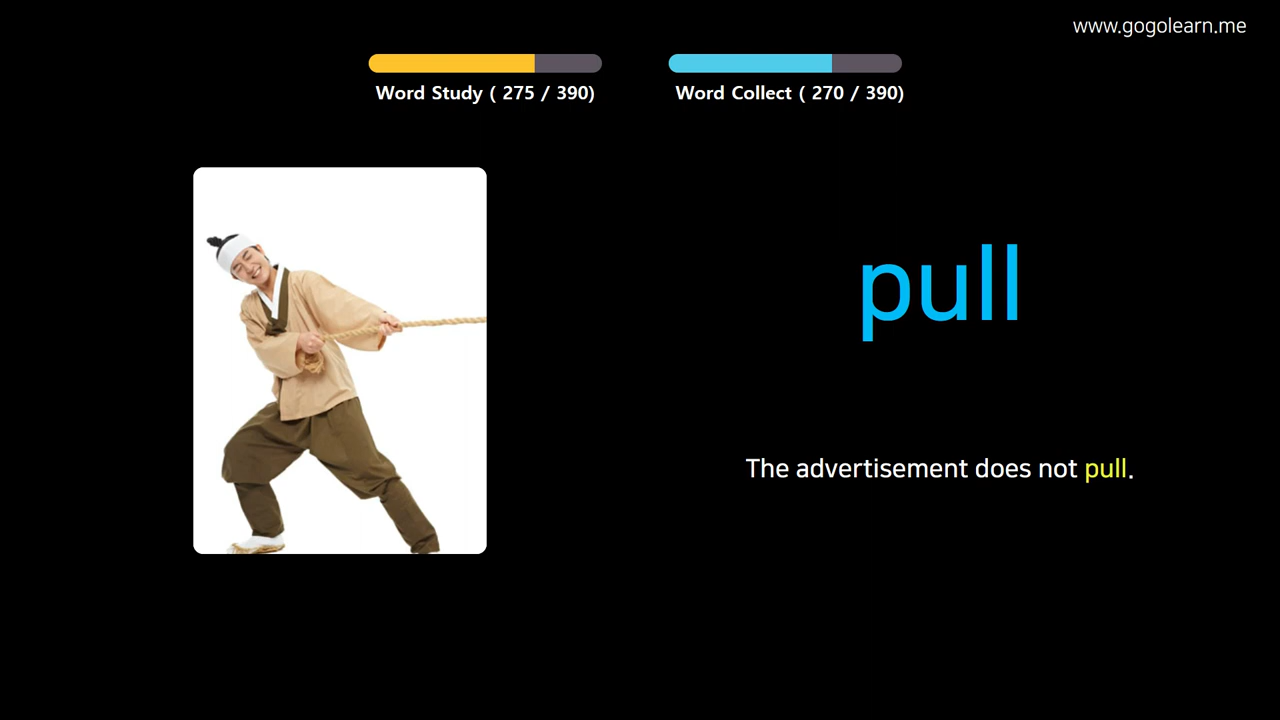 www.gogolearn.me
Word Study ( 275 / 390)
Word Collect ( 270 / 390)
pull
The advertisement does not pull.